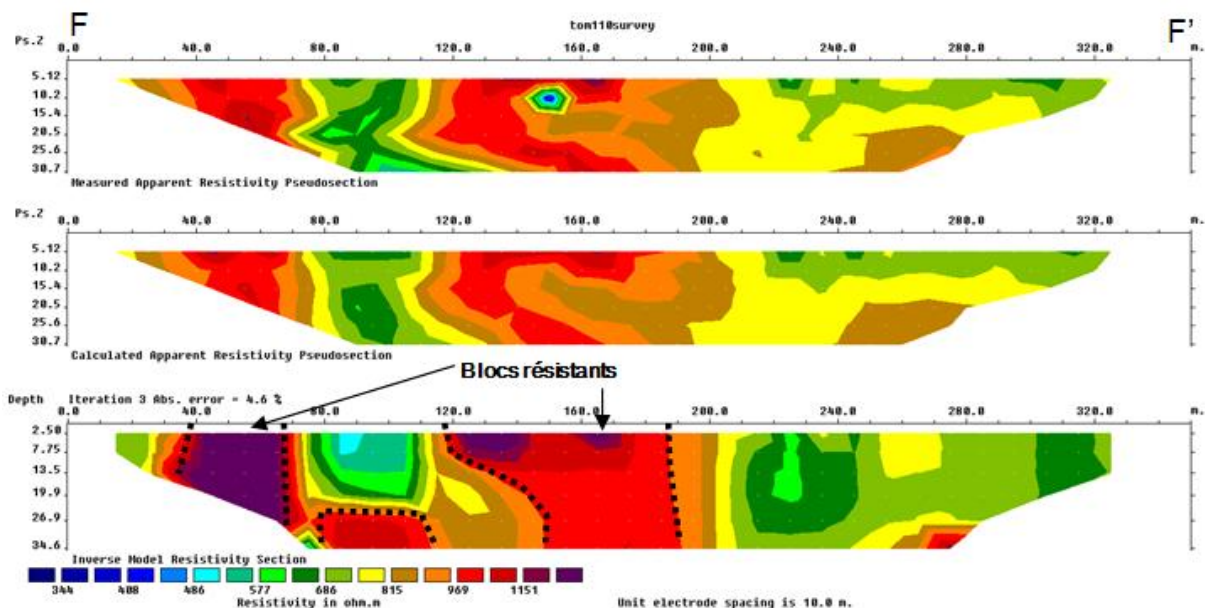 F
tom110survey
F'
Ps.Z 0.0 40.0 80.0 120.0 160.0 200.0 240.0 280.0 320.0 m.
5.12
10.2
15.4
20.5
25.6
30.7
Measured Apparent Resistivity Pseudosection
Ps.Z 0.0 40.0 80.0 120.0 160.0 200.0 240.0 280.0 320.0 m.
5.12
10.2
15.4
20.5
25.6
30.7
Calculated Apparent Resistivity Pseudosection
Blocs résistants
Depth Iteration 3 Abs. error = 4.6 %
0.0 40.0 80.0 120.0 160.0 200.0 240.0 280.0 320.0 m.
2.50
7.75
13.5
19.9
26.9
34.6
Inverse Model Resistivity Section
344 408 486 577 686 815 969 1151
Resistivity in ohm.m Unit electrode spacing is 10.0 m.